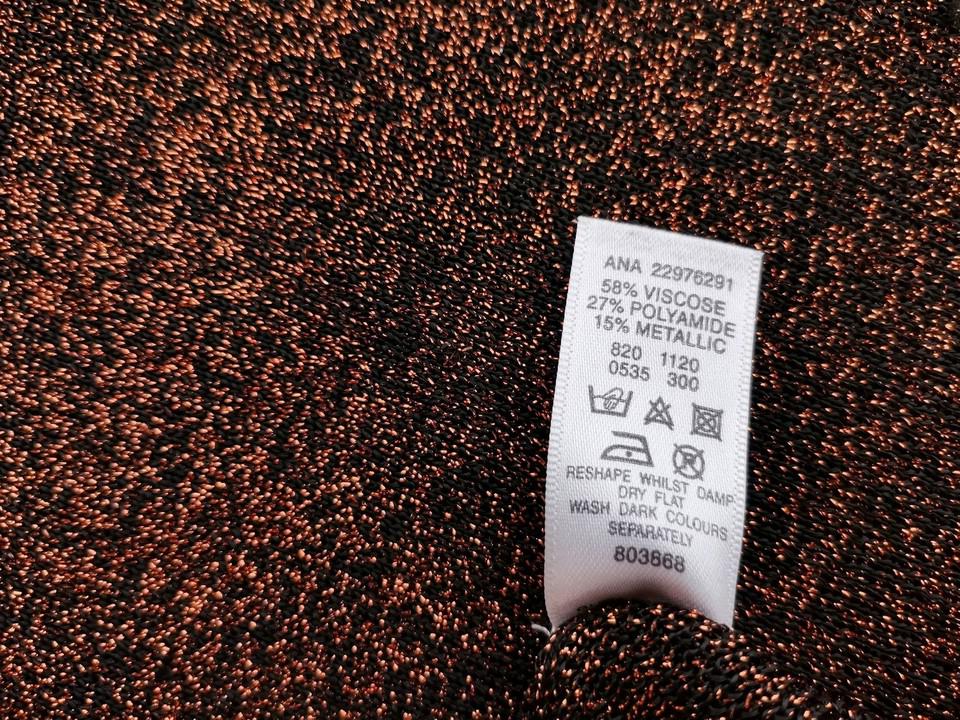 ANA 22976291
58% VISCOSE
27% POLYAMIDE
15% METALLIC
820 1120
0535 300
RESHAPE WHILST DAMP
DRY FLAT
WASH DARK COLOURS
SEPARATELY
803868